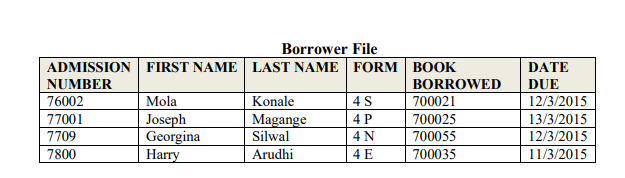 Borrower File
ADMISSION NUMBER FIRST NAME LAST NAME FORM BOOK BORROWED DATE DUE
76002 Mola Konale 4 S 700021 12/3/2015
77001 Joseph Magange 4 P 700025 13/3/2015
7709 Georgina Silwal 4 N 700055 12/3/2015
7800 Harry Arudhi 4 E 700035 11/3/2015